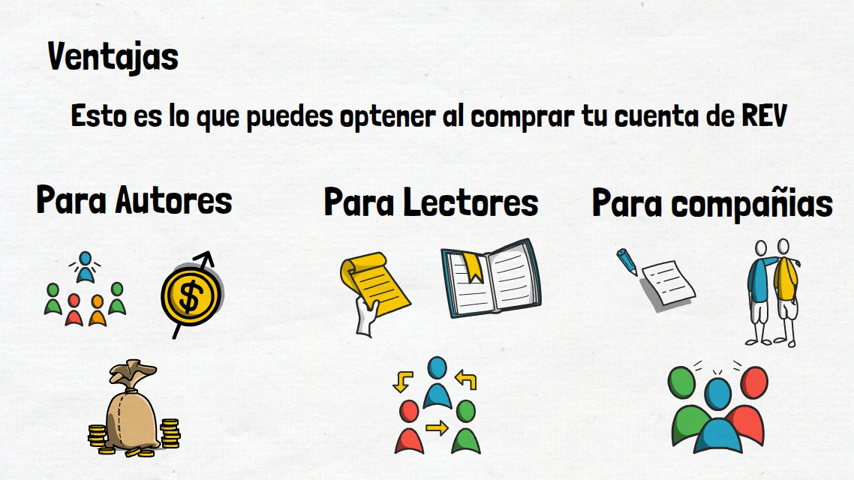 Ventajas
Esto es lo que puedes optener al comprar tu cuenta de REV
Para Autores
Para Lectores
Para compañias
$